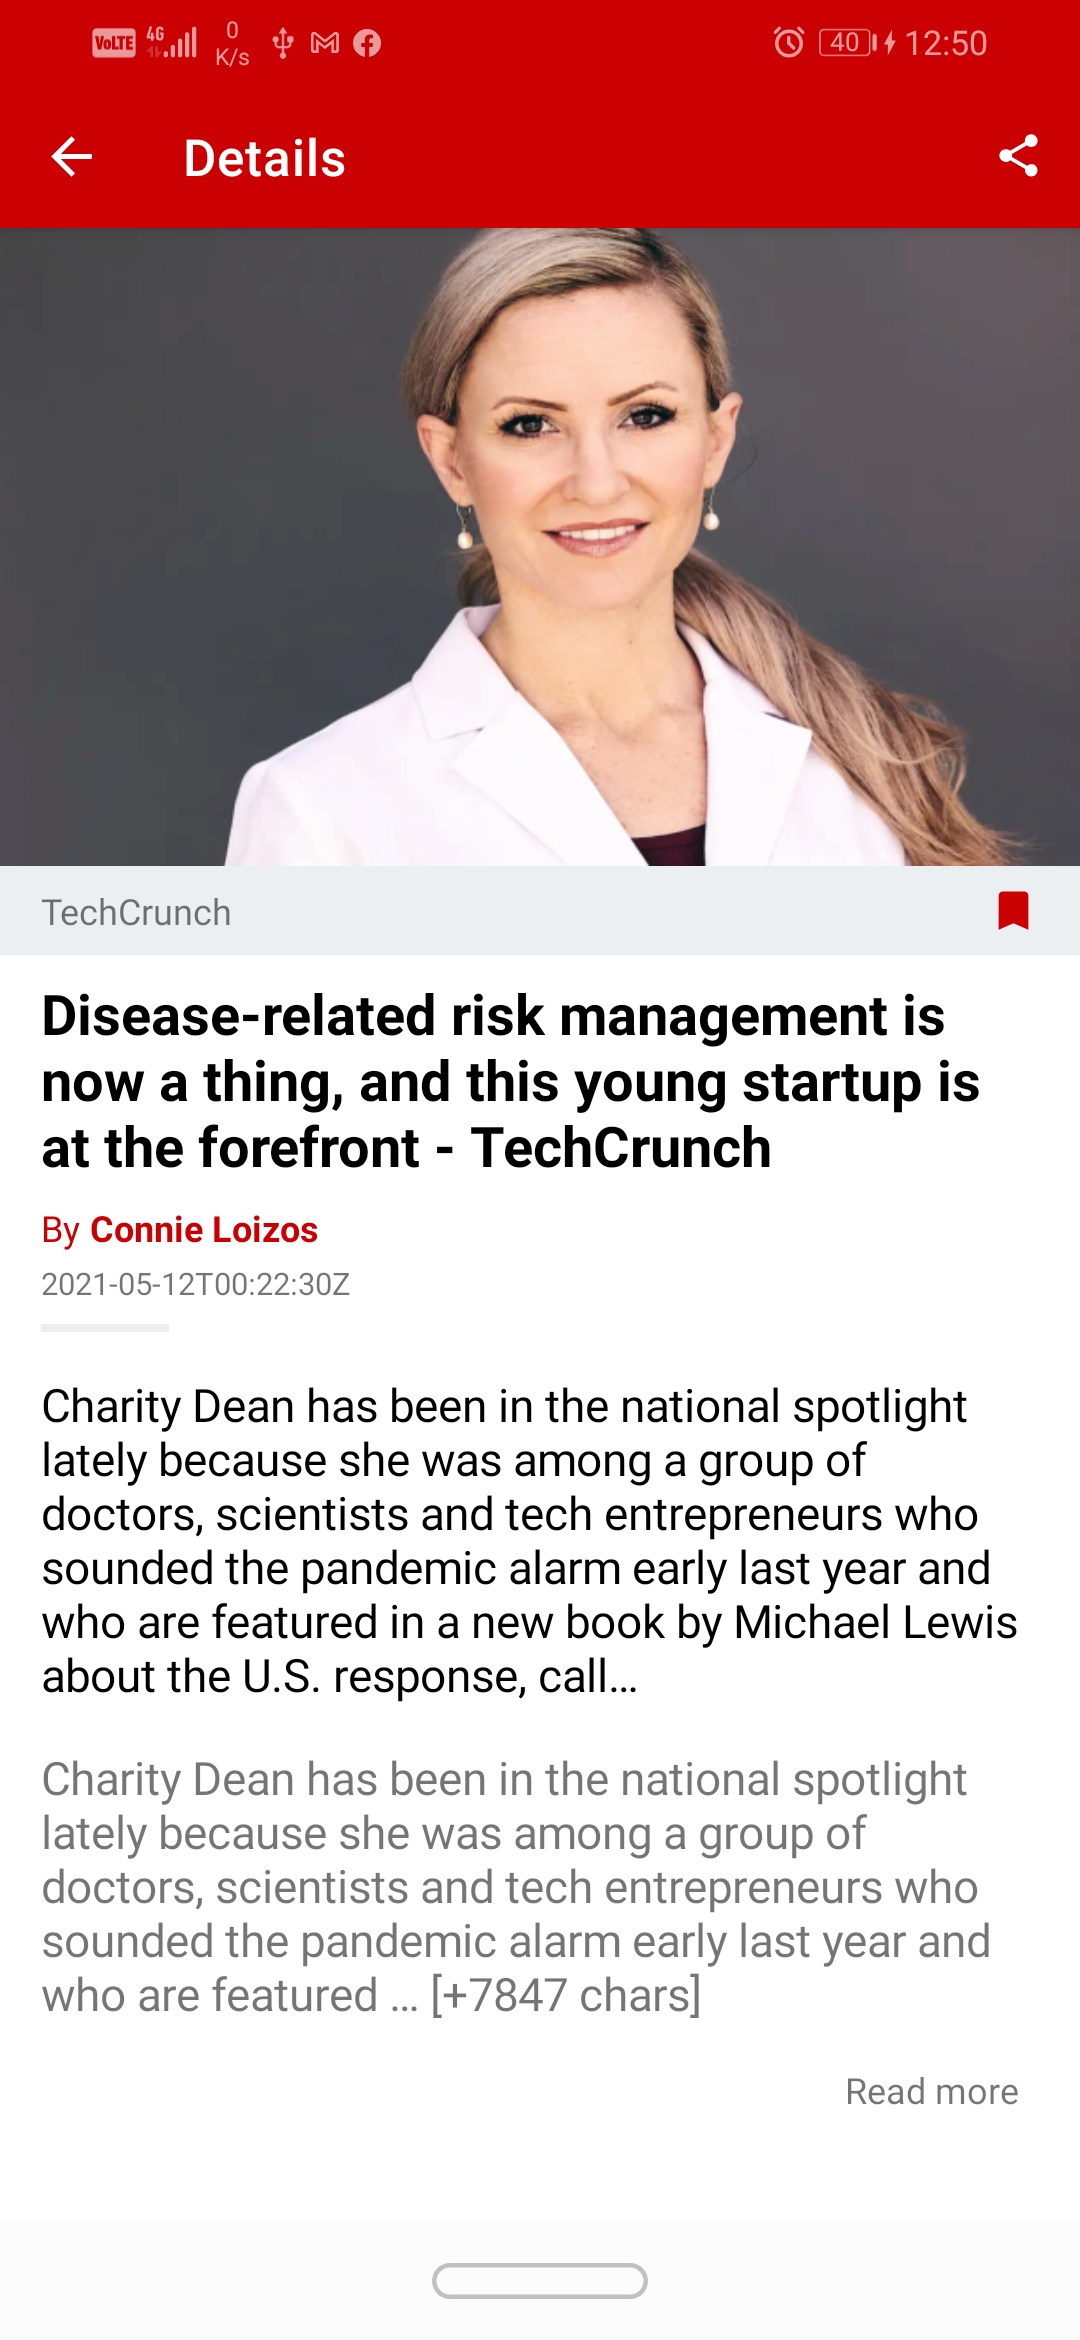 VoLTE 4G 0 K/s 40 12:50
Details
TechCrunch
Disease-related risk management is
now a thing, and this young startup is
at the forefront - TechCrunch
By Connie Loizos
2021-05-12T00:22:30Z
Charity Dean has been in the national spotlight
lately because she was among a group of
doctors, scientists and tech entrepreneurs who
sounded the pandemic alarm early last year and
who are featured in a new book by Michael Lewis
about the U.S. response, call…
Charity Dean has been in the national spotlight
lately because she was among a group of
doctors, scientists and tech entrepreneurs who
sounded the pandemic alarm early last year and
who are featured … [+7847 chars]
Read more